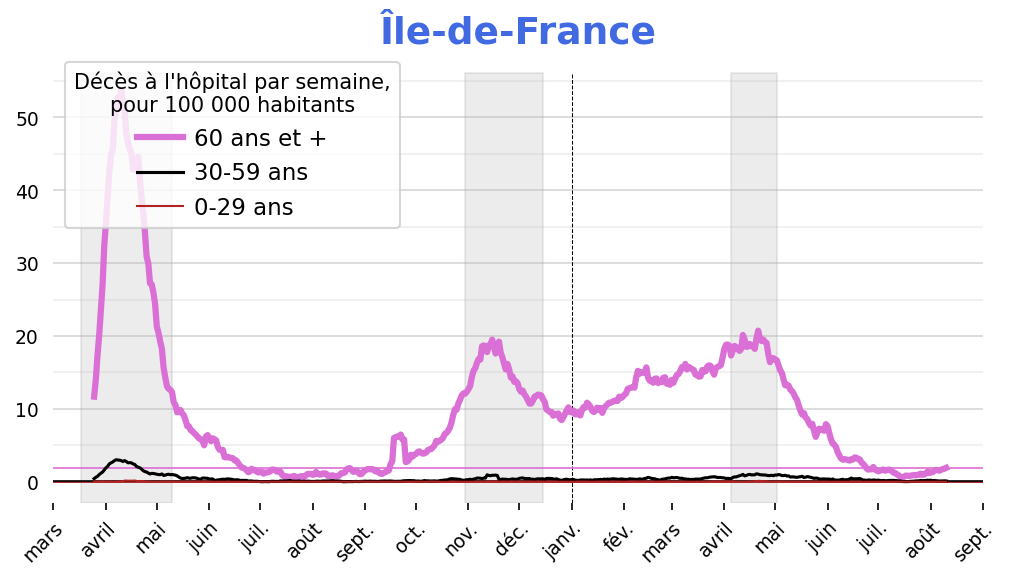 Île-de-France
Décès à l'hôpital par semaine,
pour 100 000 habitants
60 ans et +
30-59 ans
0-29 ans
50
40
30
20
10
0
mars avril mai juin juil. août sept. oct. nov. déc. janv. fév. mars avril mai juin juil. août sept.